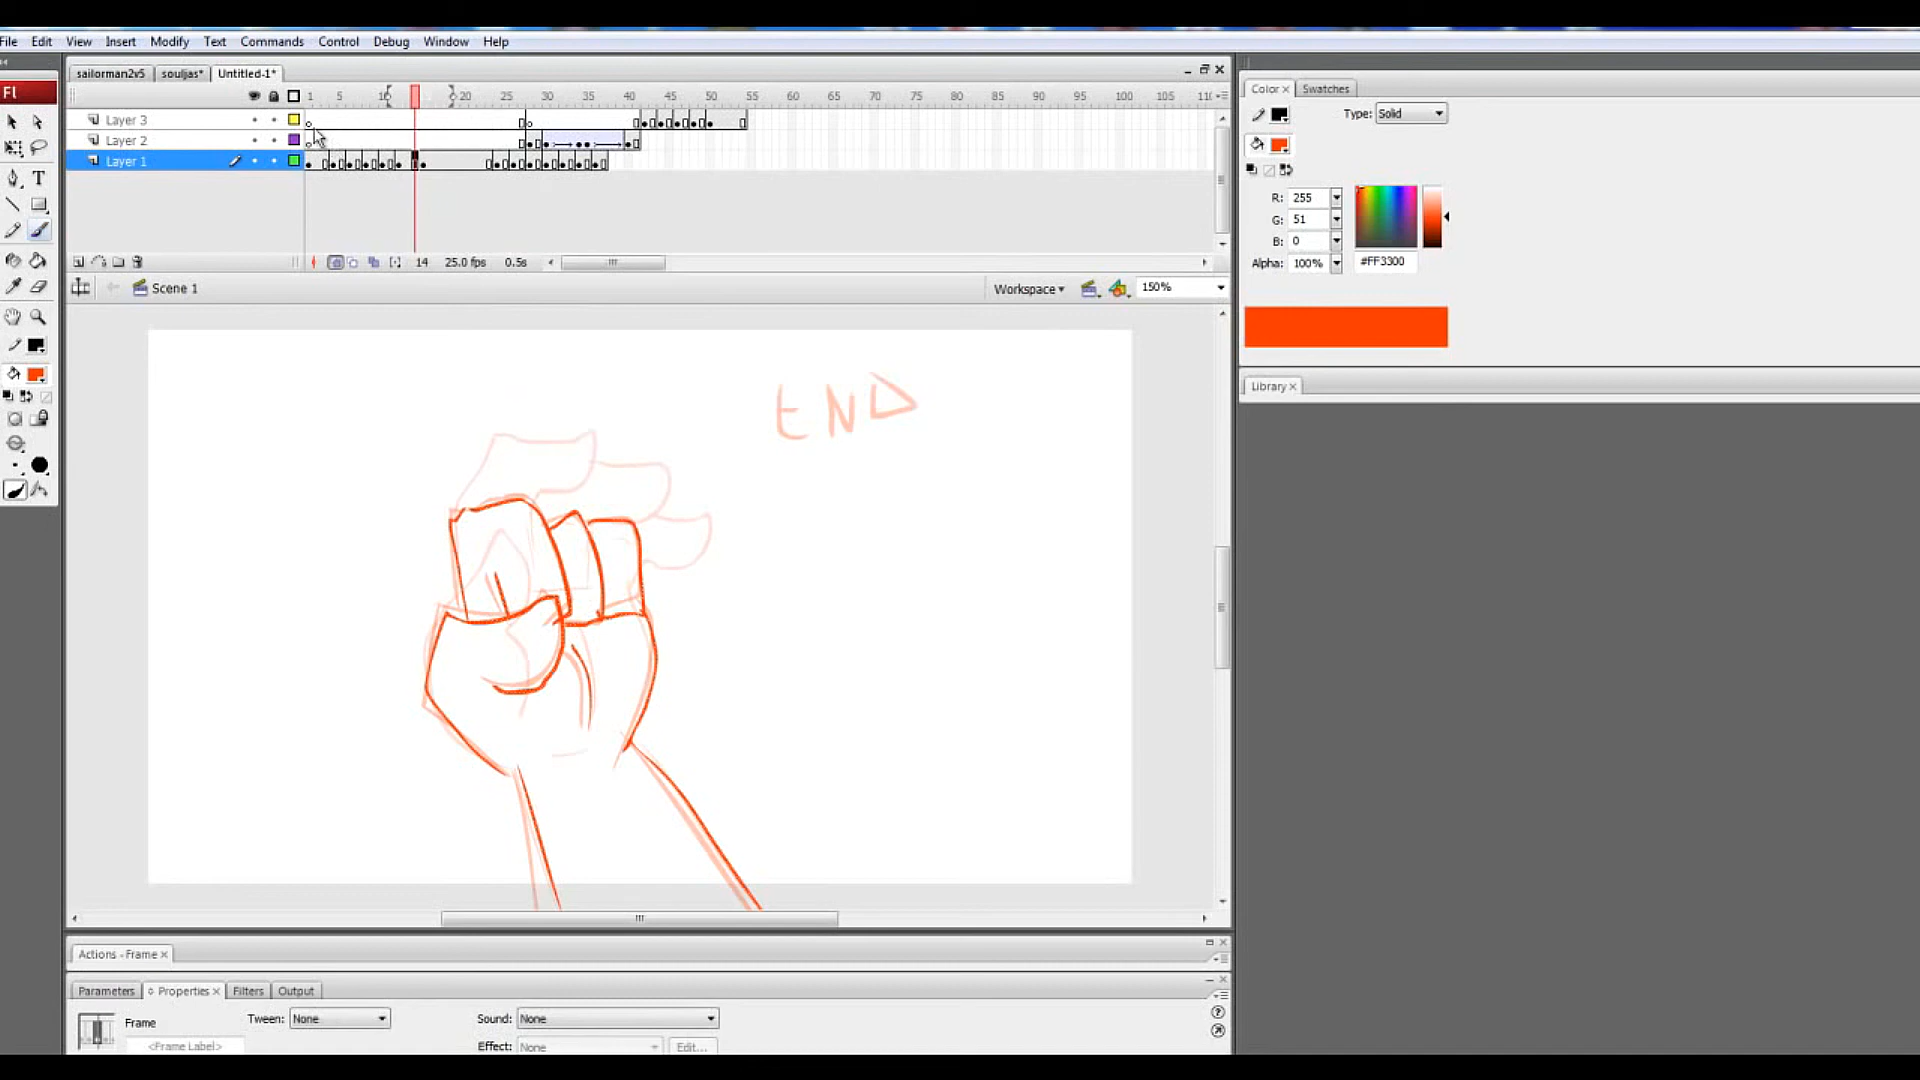 File Edit View Insert Modify Text Commands Control Debug Window Help
sailorman2v5 souljas* Untitled-1*
1 5 10 20 25 30 35 40 45 50 55 60 65 70 75 80 85 90 95 100 105 110
Layer 3
Layer 2
Layer 1
14 25.0 fps 0.5s
Scene 1 Workspace 150%
END
Actions - Frame
Parameters Properties Filters Output
Frame Tween: None Sound: None
<Frame Label> Effect: None Edit...
Fl
T
Color Swatches
Type: Solid
R: 255
G: 51
B: 0
Alpha: 100% #FF3300
Library